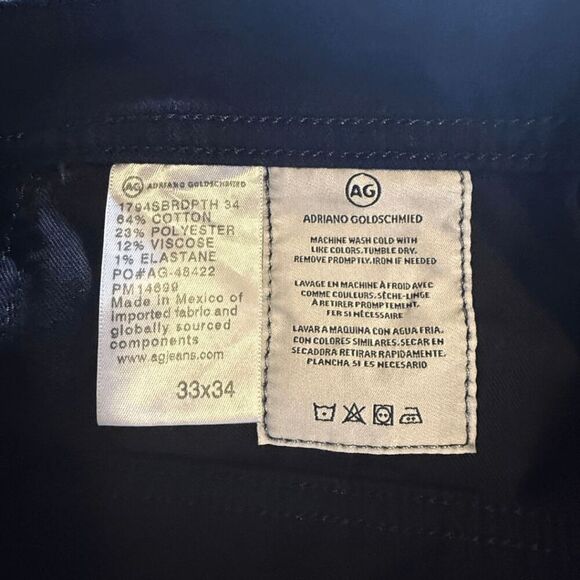 AG ADRIANO GOLDSCHMIED
1794SBRDPTH 34
64% COTTON
23% POLYESTER
12% VISCOSE
1% ELASTANE
PO#AG-48422
PM14699
Made in Mexico of
imported fabric and
globally sourced
components
www.agjeans.com
33x34
AG
ADRIANO GOLDSCHMIED
MACHINE WASH COLD WITH
LIKE COLORS. TUMBLE DRY.
REMOVE PROMPTLY. IRON IF NEEDED
LAVAGE EN MACHINE À FROID AVEC
COMME COULEURS. SÈCHE-LINGE
À RETIRER PROMPTEMENT.
FER SI NÉCESSAIRE
LAVAR A MAQUINA CON AGUA FRIA.
CON COLORES SIMILARES. SECAR EN
SECADORA RETIRAR RAPIDAMENTE.
PLANCHA SI ES NECESARIO